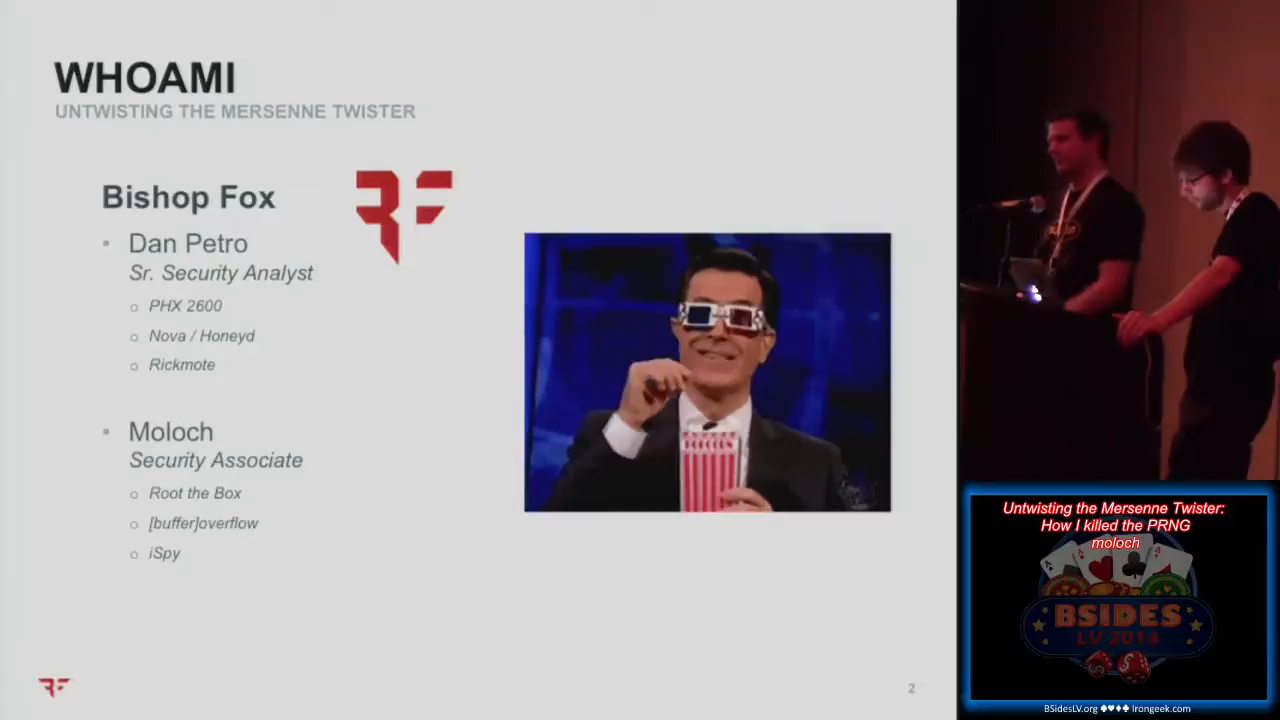 WHOAMI
UNTWISTING THE MERSENNE TWISTER
Bishop Fox
Dan Petro
Sr. Security Analyst
PHX 2600
Nova / Honeyd
Rickmote
Moloch
Security Associate
Root the Box
[buffer]overflow
iSpy
2
Untwisting the Mersenne Twister:
How I killed the PRNG
moloch
BSIDES
LV 2014
BSidesLV.org ♠♥♦♣ Irongeek.com